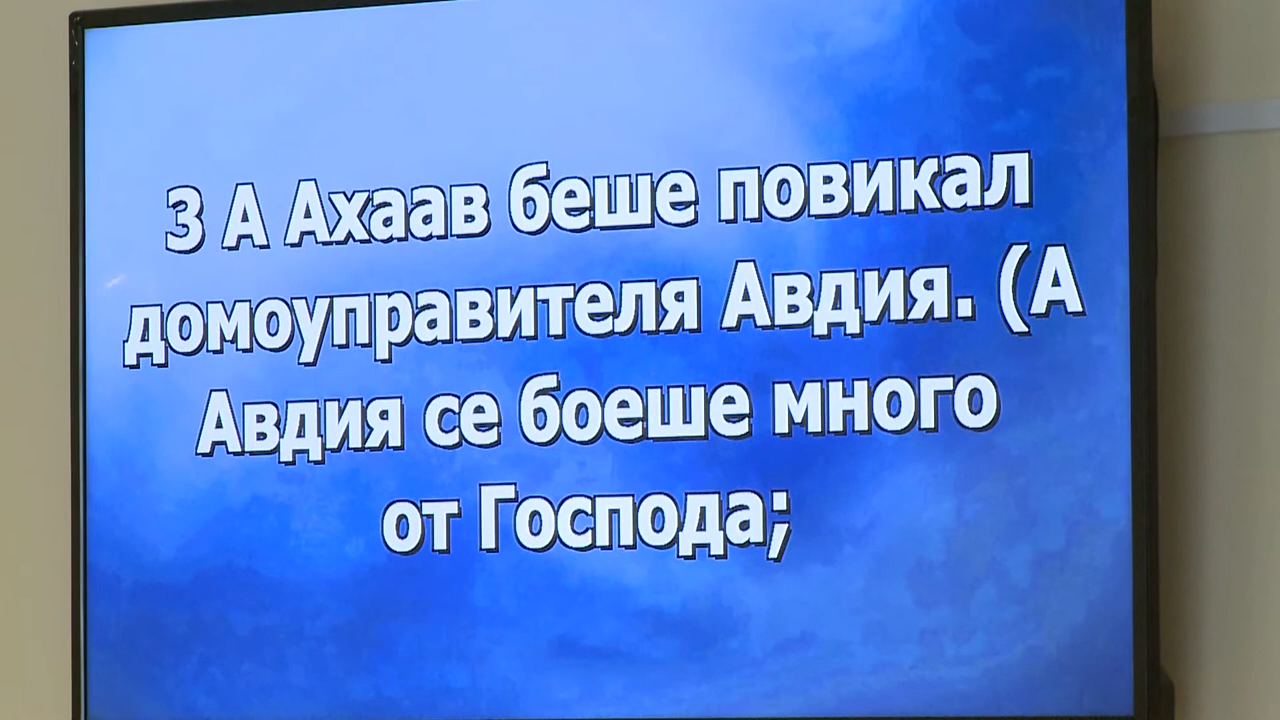 3 А Ахаав беше повикал
домоуправителя Авдия. (А
Авдия се боеше много
от Господа;